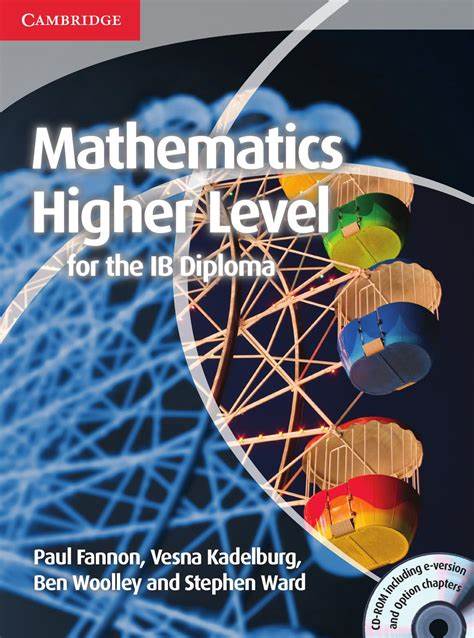 CAMBRIDGE
Mathematics
Higher Level
for the IB Diploma
Paul Fannon, Vesna Kadelburg,
Ben Woolley and Stephen Ward
CD-ROM including e-version
and Option chapters